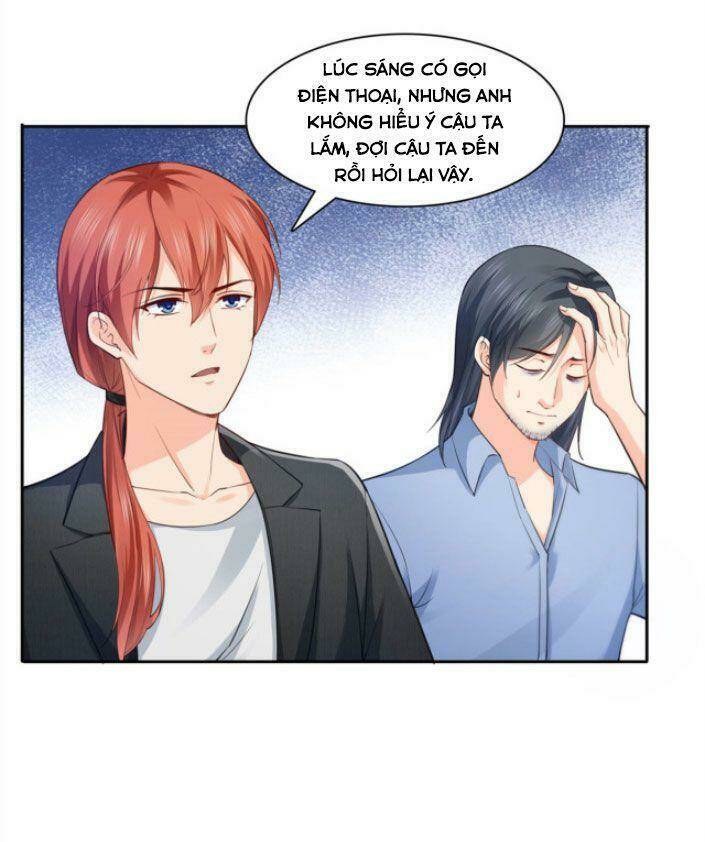 LÚC SÁNG CÓ GỌI
ĐIỆN THOẠI, NHƯNG ANH
KHÔNG HIỂU Ý CẬU TA
LẮM, ĐỢI CẬU TA ĐẾN
RỒI HỎI LẠI VẬY.